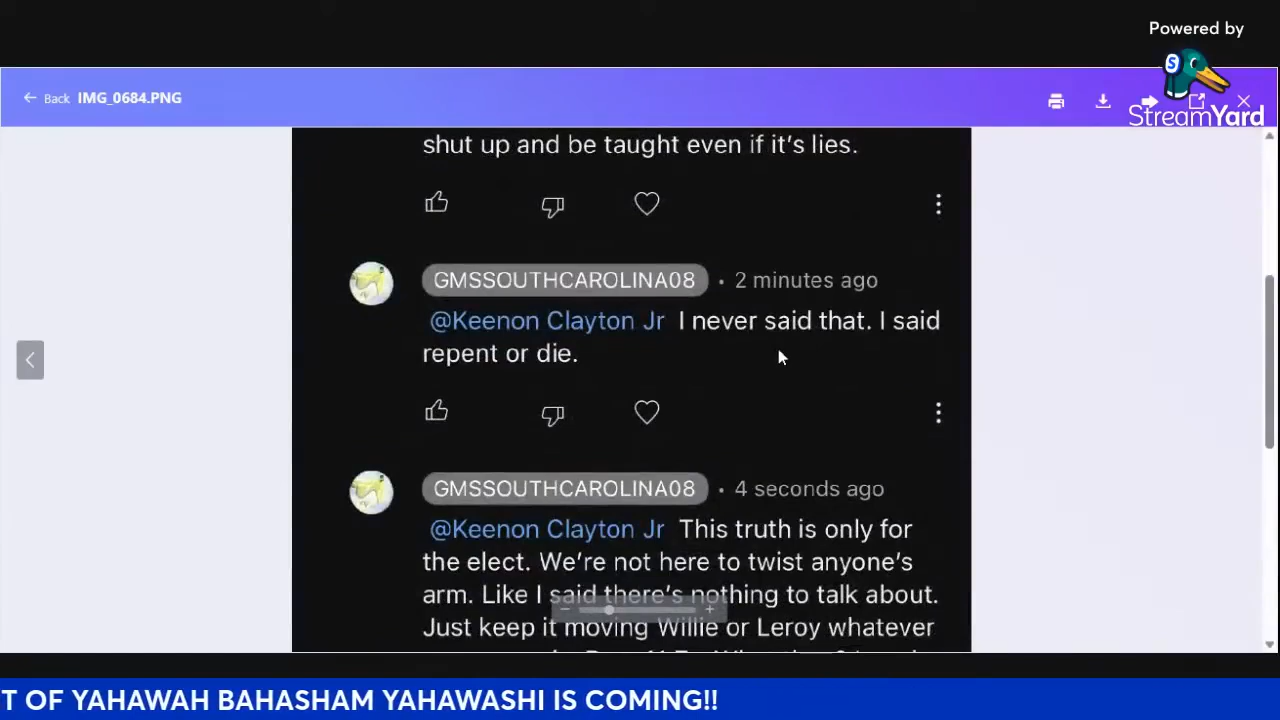 Powered by
StreamYard
Back IMG_0684.PNG
shut up and be taught even if it's lies.
GMSSOUTHCAROLINA08 · 2 minutes ago
@Keenon Clayton Jr I never said that. I said
repent or die.
GMSSOUTHCAROLINA08 · 4 seconds ago
@Keenon Clayton Jr This truth is only for
the elect. We're not here to twist anyone's
arm. Like I said there's nothing to talk about.
Just keep it moving Willie or Leroy whatever
T OF YAHAWAH BAHASHAM YAHAWASHI IS COMING!!